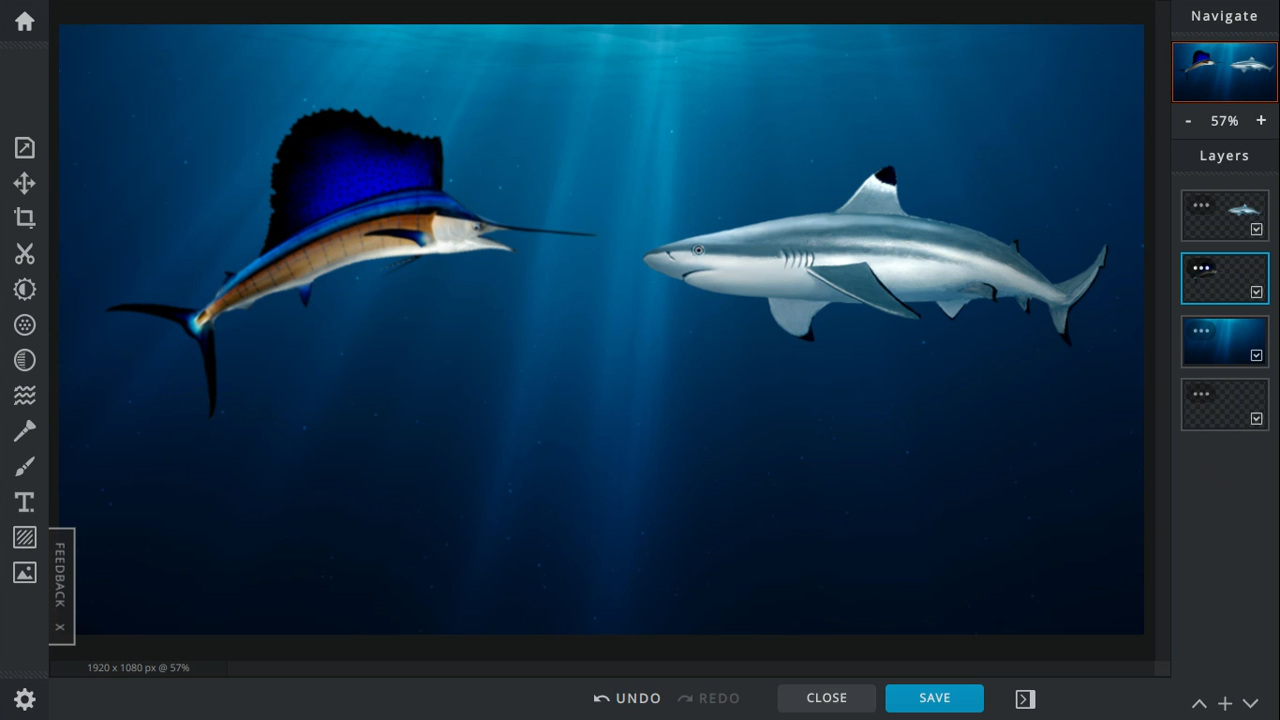 Navigate
- 57% +
Layers
FEEDBACK X
1920 x 1080 px @ 57%
UNDO
REDO
CLOSE
SAVE